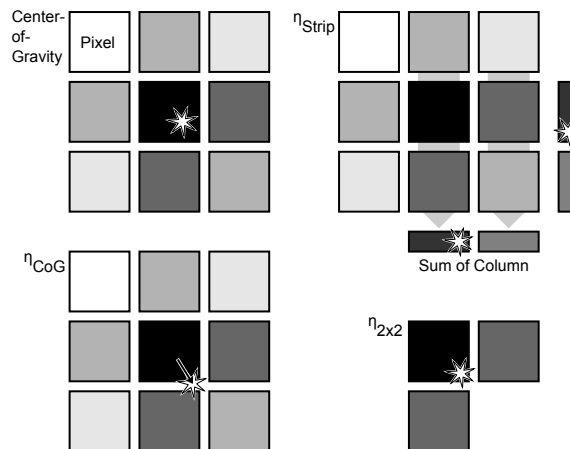 Center-
of-
Gravity
Pixel
ηStrip
Sum of Column
ηCoG
η2x2